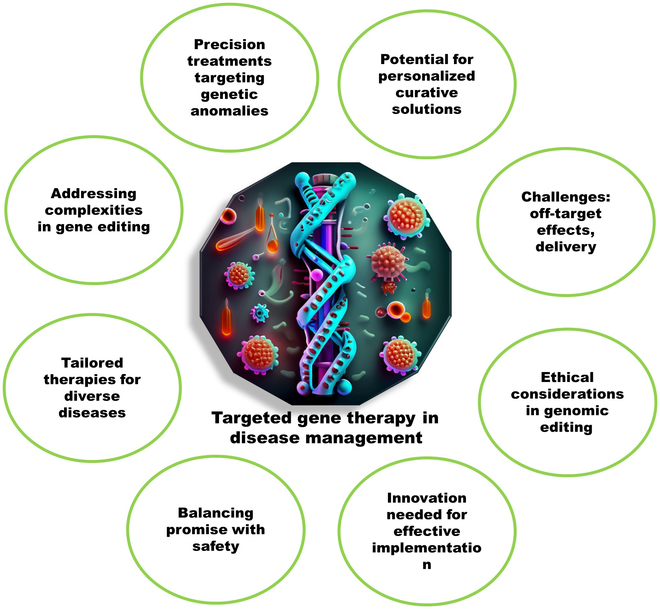 Precision
treatments
targeting
genetic
anomalies
Potential for
personalized
curative
solutions
Addressing
complexities
in gene editing
Challenges:
off-target
effects,
delivery
Tailored
therapies for
diverse
diseases
Ethical
considerations
in genomic
editing
Targeted gene therapy in
disease management
Balancing
promise with
safety
Innovation
needed for
effective
implementatio
n